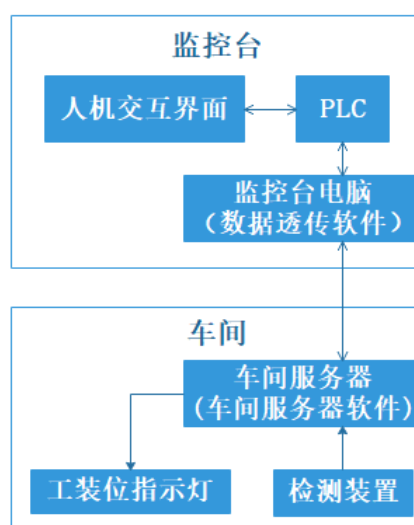 监控台
人机交互界面
PLC
监控台电脑
（数据透传软件）
车间
车间服务器
(车间服务器软件)
工装位指示灯
检测装置